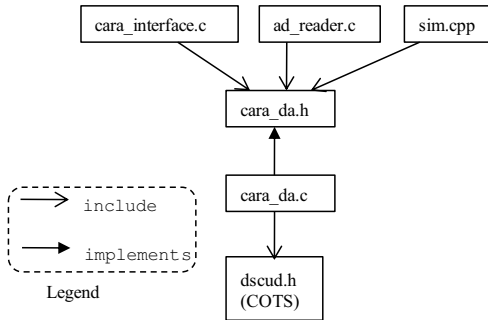 cara_interface.c
ad_reader.c
sim.cpp
cara_da.h
cara_da.c
include
implements
dscud.h
(COTS)
Legend